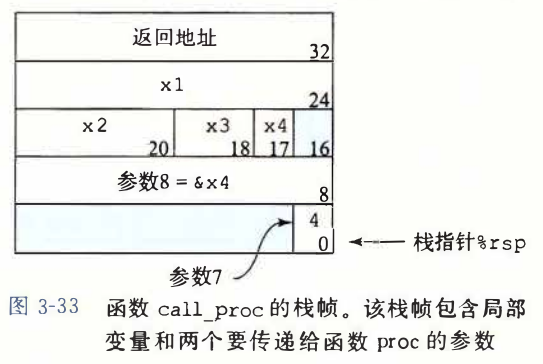 返回地址
32
x1
24
x2 x3 x4
20 18 17 16
参数8 = &x4
8
4
0 栈指针%rsp
参数7
图 3-33 函数 call_proc 的栈帧。该栈帧包含局部
变量和两个要传递给函数 proc 的参数